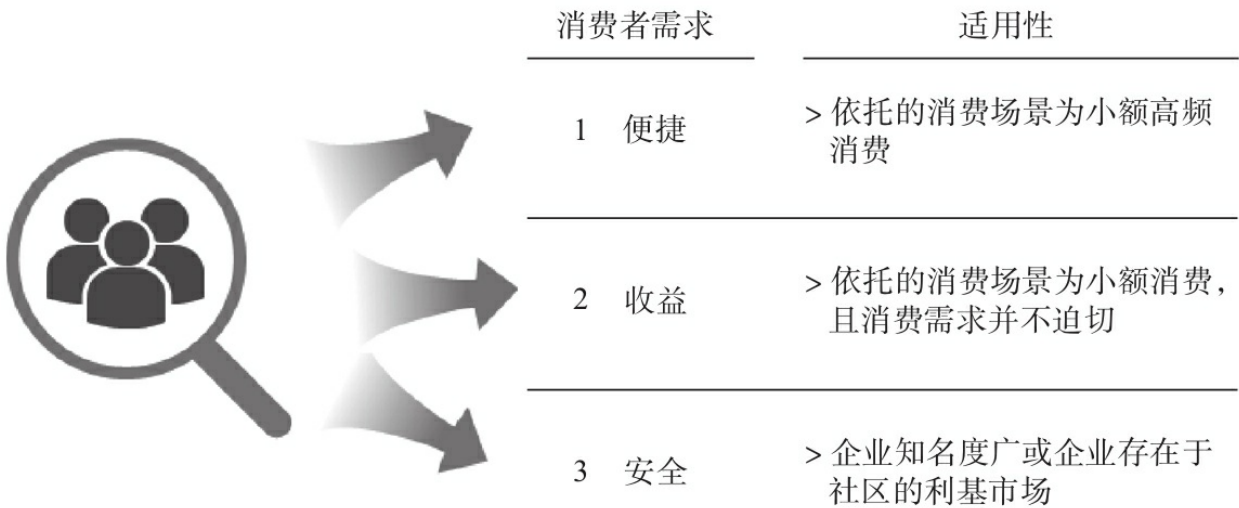 消费者需求 适用性
1 便捷 > 依托的消费场景为小额高频
消费
2 收益 > 依托的消费场景为小额消费，
且消费需求并不迫切
3 安全 > 企业知名度广或企业存在于
社区的利基市场